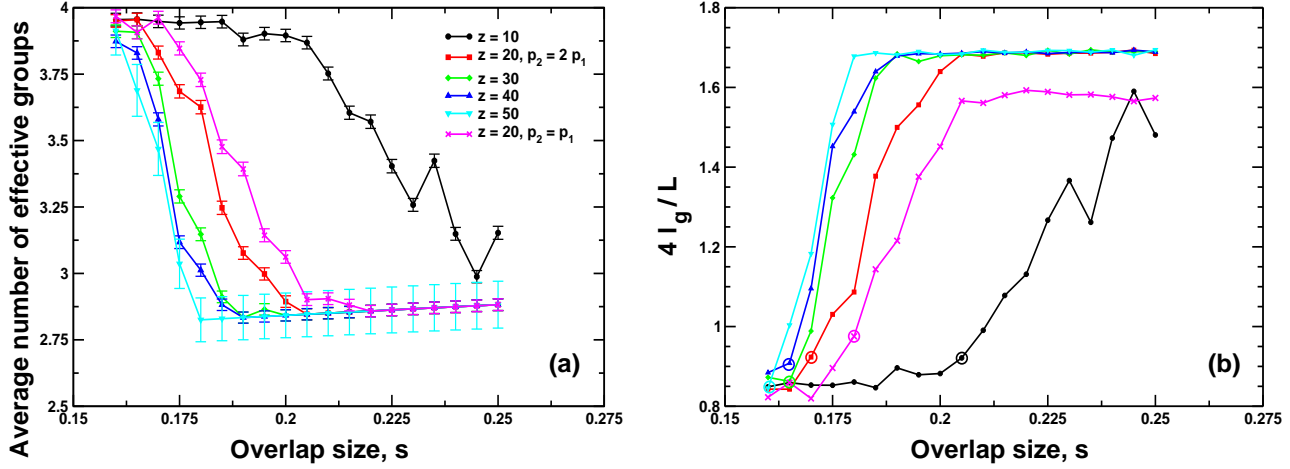 Average number of effective groups
4
3.75
3.5
3.25
3
2.75
2.5
0.15
0.175
0.2
0.225
0.25
0.275
Overlap size, s
z = 10
z = 20, p2 = 2 p1
z = 30
z = 40
z = 50
z = 20, p2 = p1
(a)
4 lg / L
1.8
1.6
1.4
1.2
1
0.8
0.15
0.175
0.2
0.225
0.25
0.275
Overlap size, s
(b)